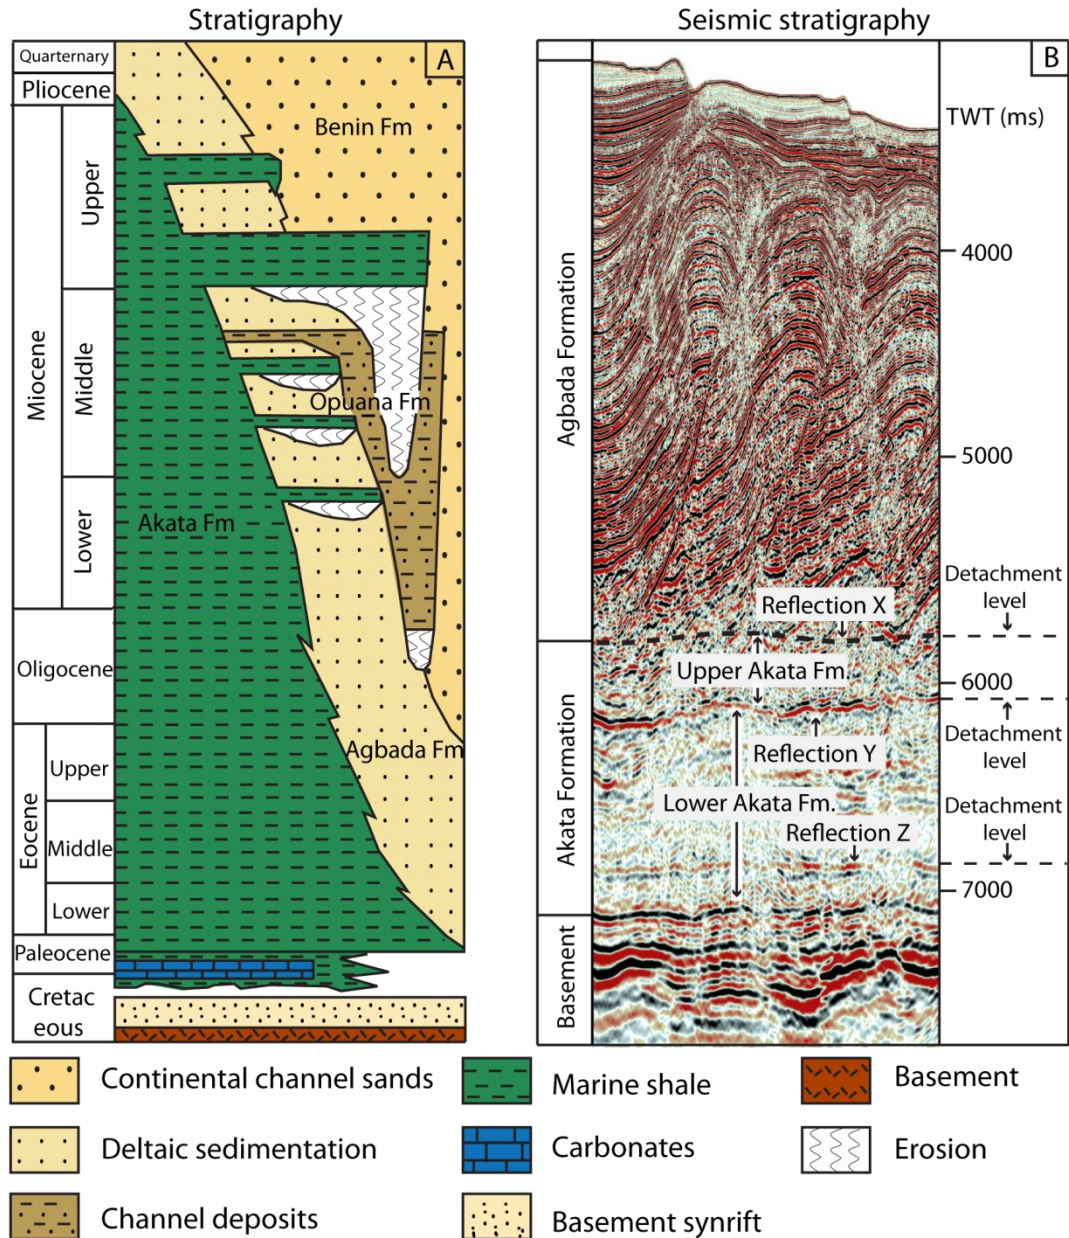 Stratigraphy
Seismic stratigraphy
A
B
Quarternary
Pliocene
Miocene
Upper
Middle
Lower
Oligocene
Eocene
Upper
Middle
Lower
Paleocene
Cretac
eous
Benin Fm
Opuana Fm
Akata Fm
Agbada Fm
Agbada Formation
Akata Formation
Basement
TWT (ms)
4000
5000
Detachment
level
Reflection X
Upper Akata Fm.
6000
Reflection Y
Detachment
level
Lower Akata Fm.
Reflection Z
Detachment
level
7000
Continental channel sands
Marine shale
Basement
Deltaic sedimentation
Carbonates
Erosion
Channel deposits
Basement synrift